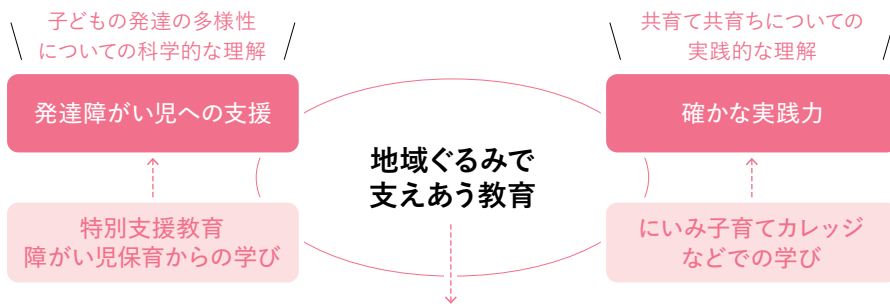 子どもの発達の多様性
についての科学的な理解
発達障がい児への支援
特別支援教育
障がい児保育からの学び
地域ぐるみで
支えあう教育
共育て共育ちについての
実践的な理解
確かな実践力
にいみ子育てカレッジ
などでの学び